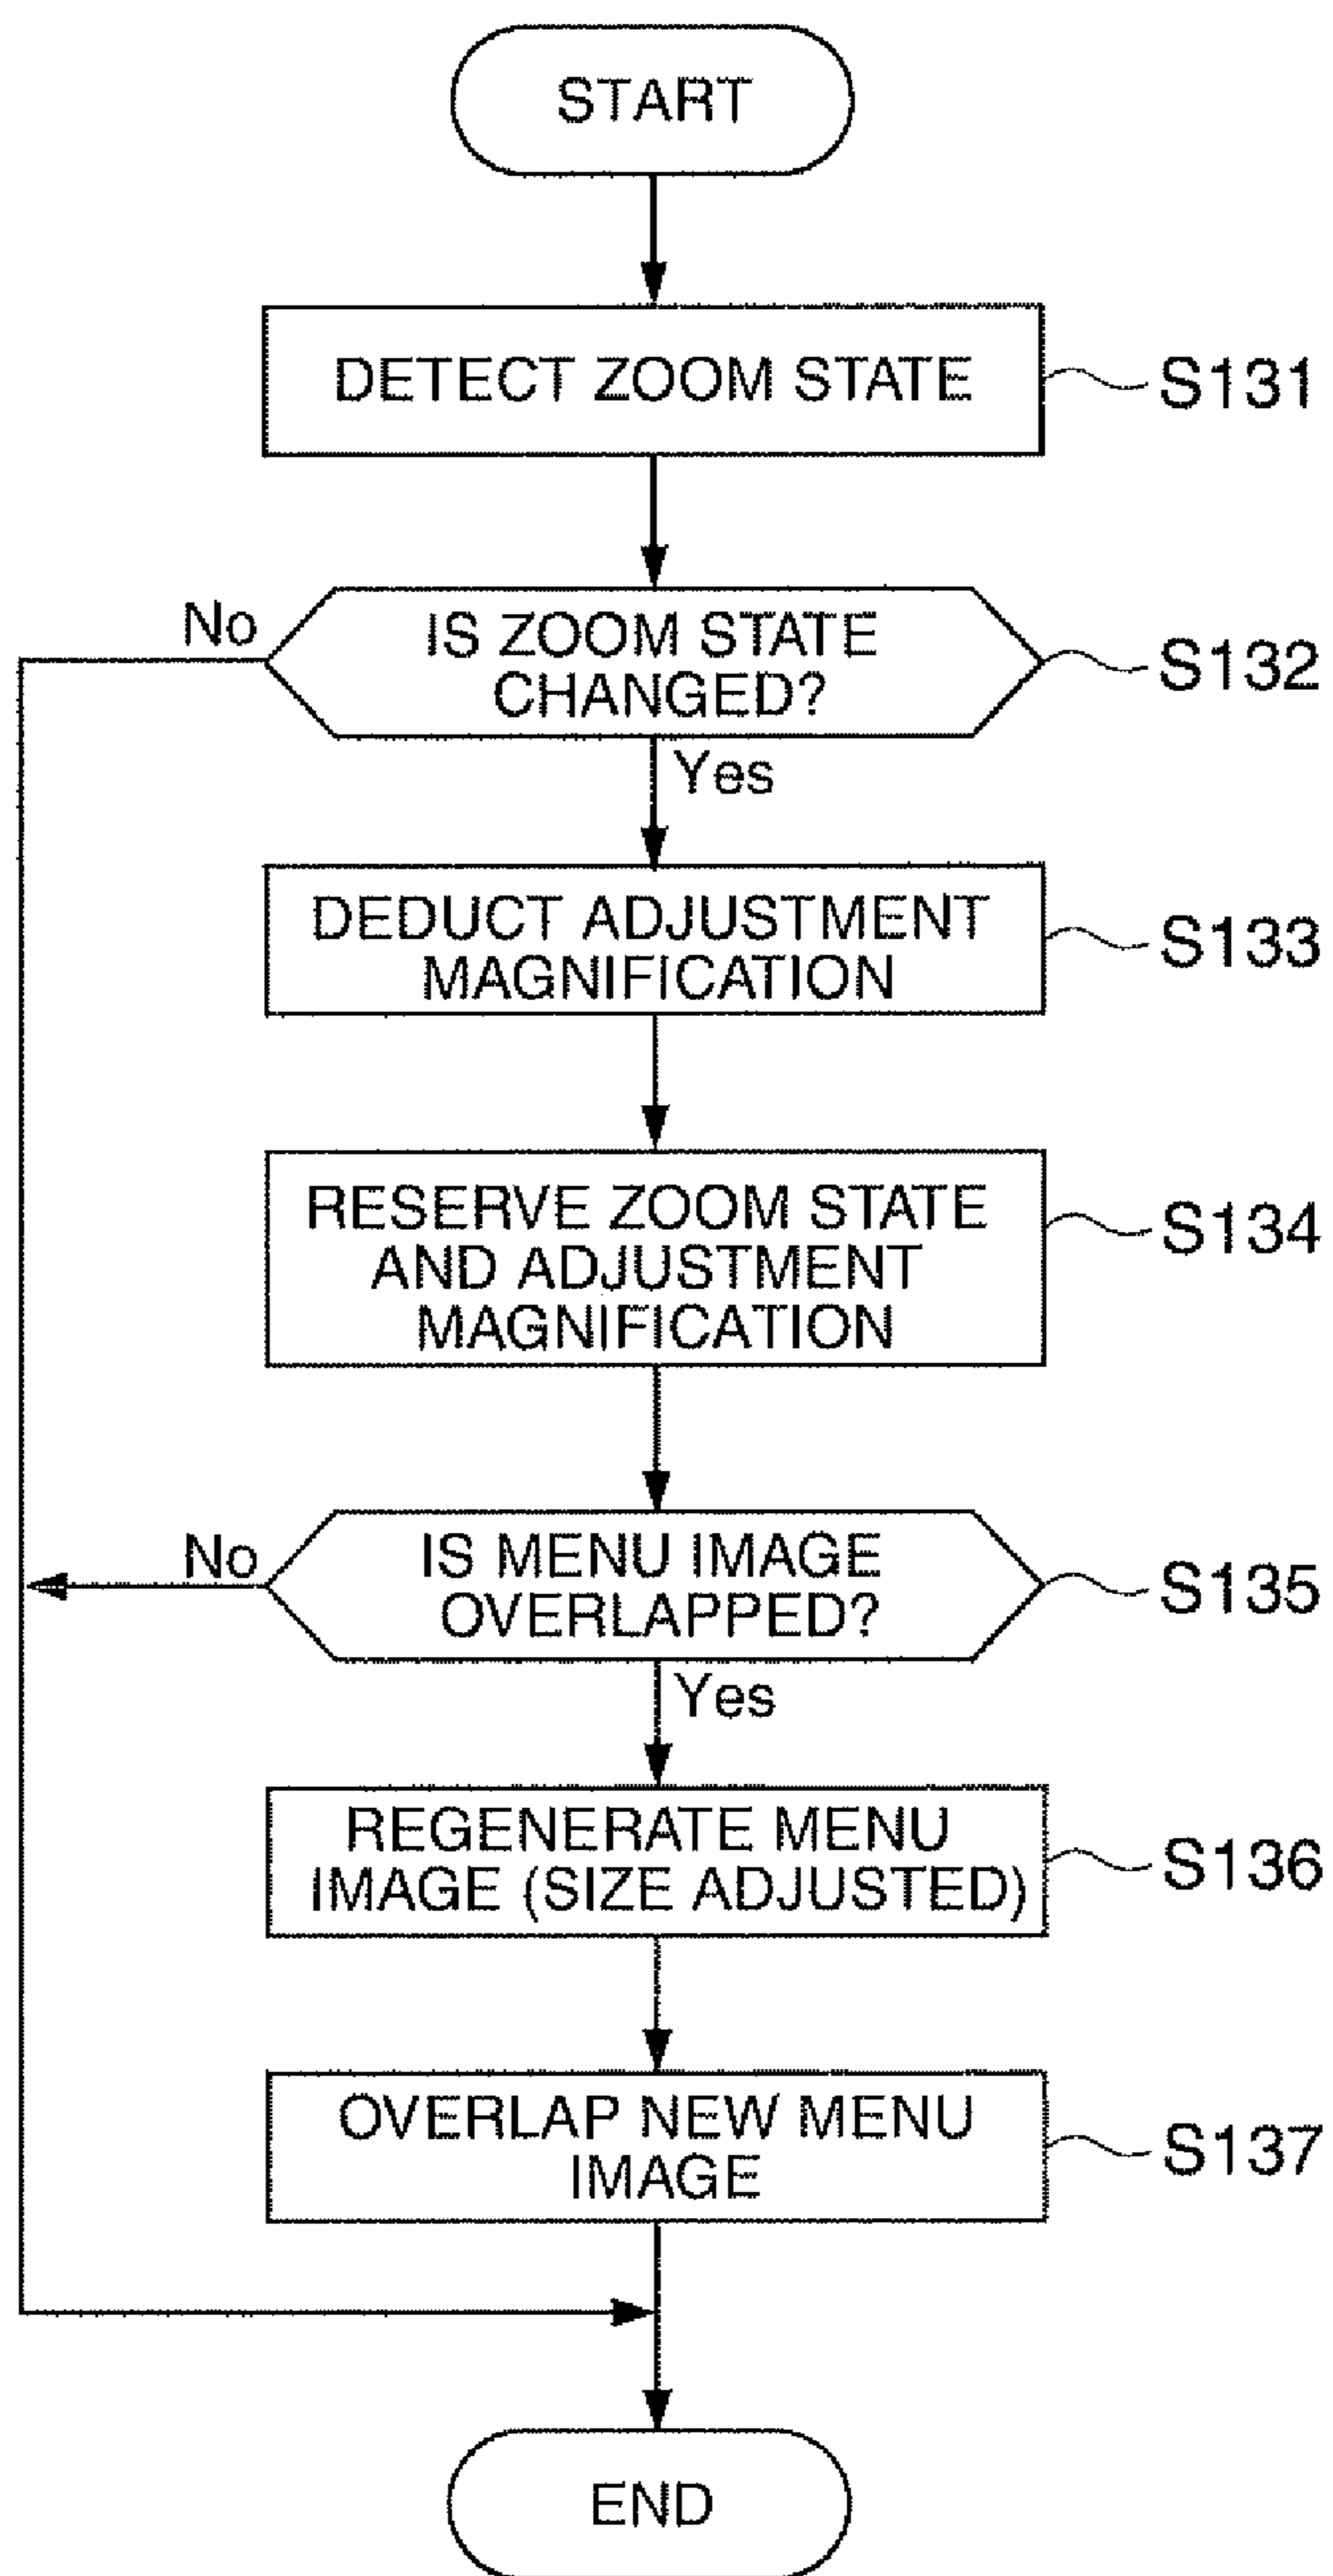 START
DETECT ZOOM STATE
S131
No
IS ZOOM STATE
CHANGED?
S132
Yes
DEDUCT ADJUSTMENT
MAGNIFICATION
S133
RESERVE ZOOM STATE
AND ADJUSTMENT
MAGNIFICATION
S134
No
IS MENU IMAGE
OVERLAPPED?
S135
Yes
REGENERATE MENU
IMAGE (SIZE ADJUSTED)
S136
OVERLAP NEW MENU
IMAGE
S137
END